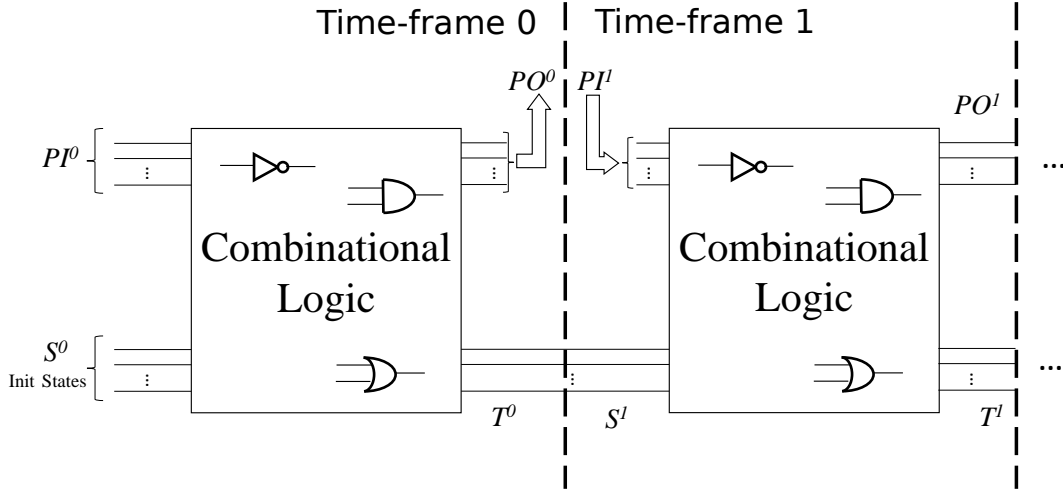 Time-frame 0
Time-frame 1
PO⁰
PI¹
PO¹
PI⁰
...
...
...
...
...
Combinational
Logic
Combinational
Logic
S⁰
Init States
...
...
...
...
T⁰
S¹
T¹